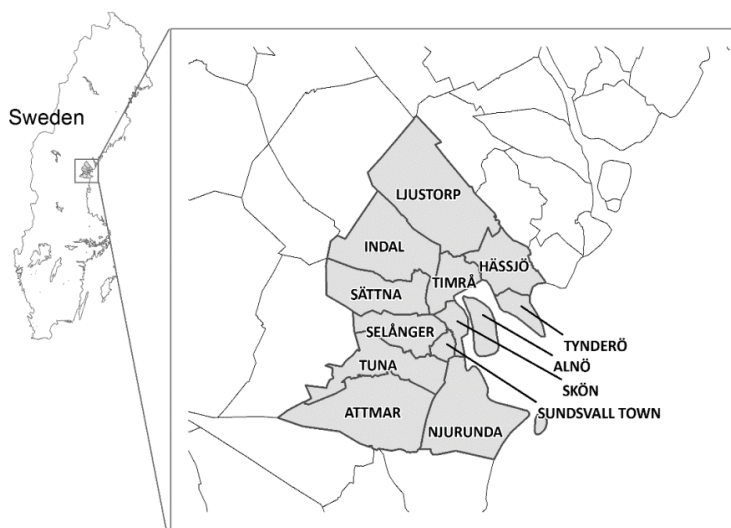 Sweden
LJUSTORP
INDAL
HÄSSJÖ
TIMRÅ
SÄTTNA
SELÅNGER
TYNDERÖ
TUNA
ALNÖ
SKÖN
SUNDSVALL TOWN
ATTMAR
NJURUNDA